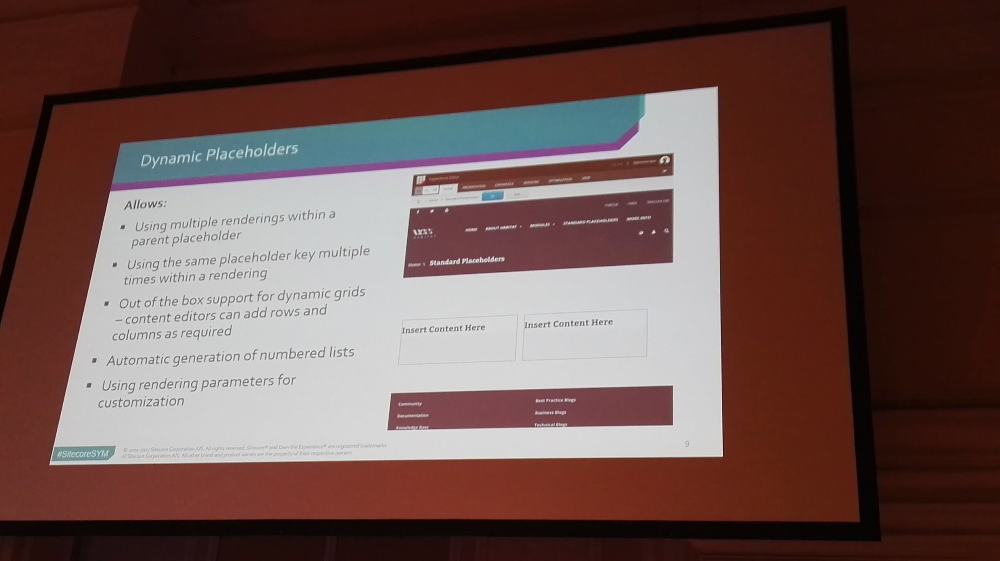 Dynamic Placeholders
Allows:
▪ Using multiple renderings within a
parent placeholder
▪ Using the same placeholder key multiple
times within a rendering
▪ Out of the box support for dynamic grids
– content editors can add rows and
columns as required
▪ Automatic generation of numbered lists
▪ Using rendering parameters for
customization
Experience Editor
Administrator
HOME PRESENTATION EXPERIENCE VERSIONS OPTIMIZATION VIEW
Home Standard Placeholders Go Edit
Habitat Helix Sitecore.net
HOME ABOUT HABITAT MODULES STANDARD PLACEHOLDERS MORE INFO
HABITAT
Home Standard Placeholders
Insert Content Here
Insert Content Here
Community
Documentation
Knowledge Base
Best Practice Blogs
Business Blogs
Technical Blogs
#SitecoreSYM
© 2001-2017 Sitecore Corporation A/S. All rights reserved. Sitecore® and Own the Experience® are registered trademarks
of Sitecore Corporation A/S. All other brand and product names are the property of their respective owners.
9